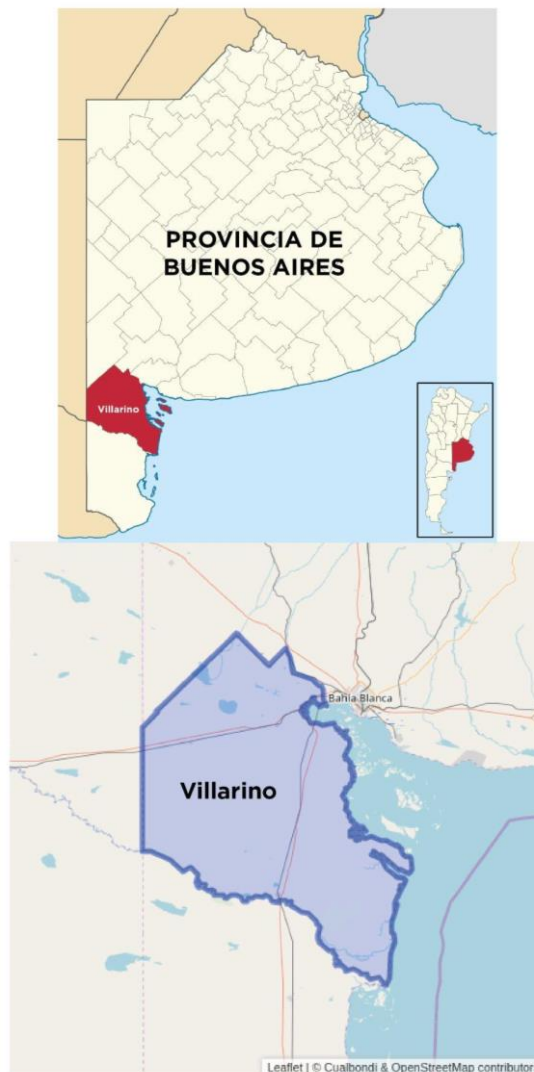 PROVINCIA DE
BUENOS AIRES
Villarino
Bahía Blanca
Villarino
Leaflet | © Cualbondi & OpenStreetMap contributor